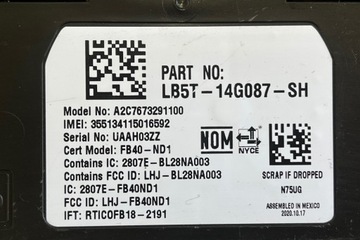 PART NO:
LB5T-14G087-SH
Model No: A2C7673291100
IMEI: 355134115016592
Serial No: UAAH03ZZ
Cert Model: FB40-ND1
Contains IC: 2807E-BL28NA003
Contains FCC ID: LHJ-BL28NA003
IC: 2807E-FB40ND1
FCC ID: LHJ-FB40ND1
IFT: RTICOFB18-2191
NOM
NYCE
SCRAP IF DROPPED
N75UG
ASSEMBLED IN MEXICO
2020.10.17